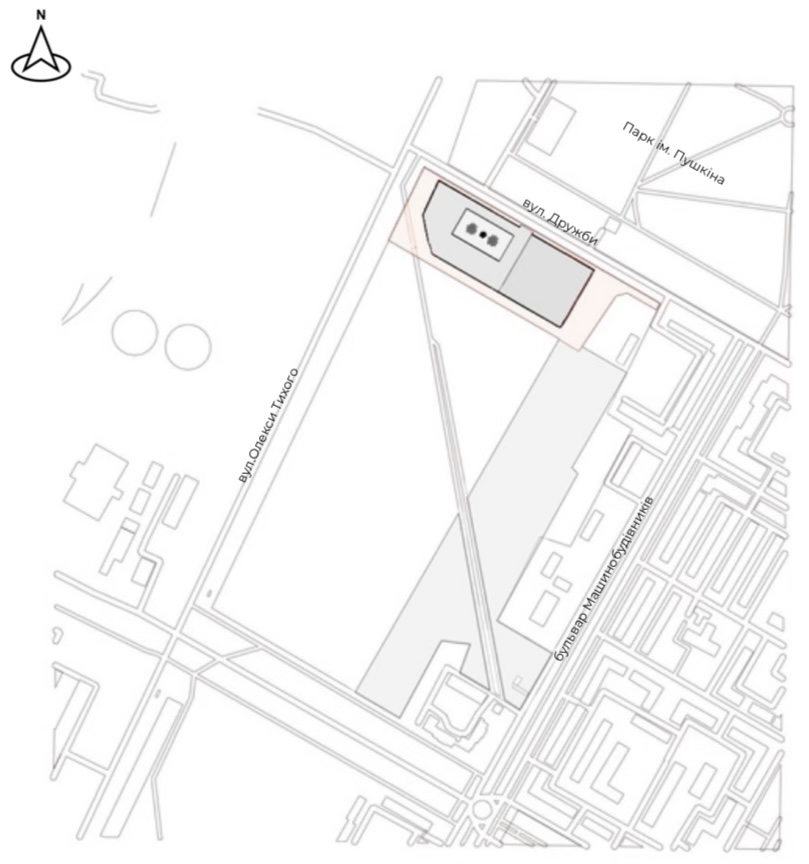 N
Парк ім. Пушкіна
вул. Дружби
вул.Олекси Тихого
бульвар Машинобудівників